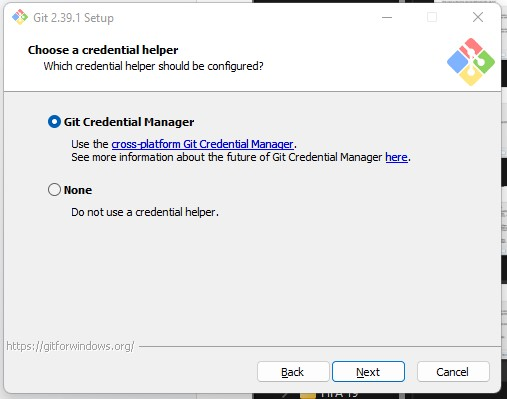 Git 2.39.1 Setup
Choose a credential helper
Which credential helper should be configured?
Git Credential Manager
Use the cross-platform Git Credential Manager.
See more information about the future of Git Credential Manager here.
None
Do not use a credential helper.
https://gitforwindows.org/
Back
Next
Cancel
FIFA 19